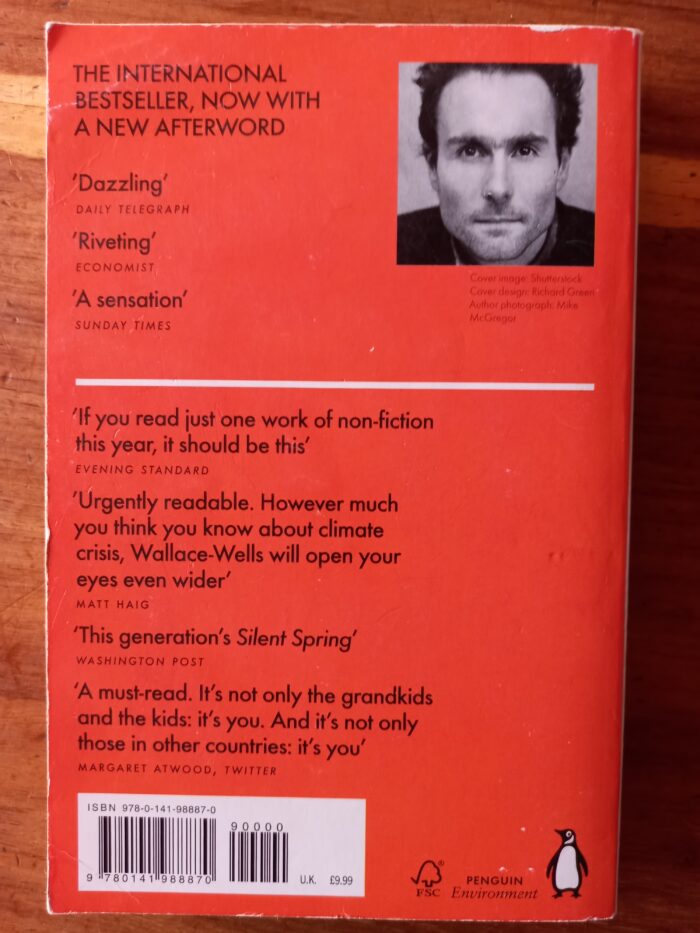 THE INTERNATIONAL
BESTSELLER, NOW WITH
A NEW AFTERWORD
'Dazzling'
DAILY TELEGRAPH
'Riveting'
ECONOMIST
'A sensation'
SUNDAY TIMES
Cover image: Shutterstock
Cover design: Richard Green
Author photograph: Mike
McGregor
'If you read just one work of non-fiction
this year, it should be this'
EVENING STANDARD
'Urgently readable. However much
you think you know about climate
crisis, Wallace-Wells will open your
eyes even wider'
MATT HAIG
'This generation's Silent Spring'
WASHINGTON POST
'A must-read. It's not only the grandkids
and the kids: it's you. And it's not only
those in other countries: it's you'
MARGARET ATWOOD, TWITTER
ISBN 978-0-141-98887-0
90000
9 780141 988870
U.K. £9.99
FSC
PENGUIN
Environment